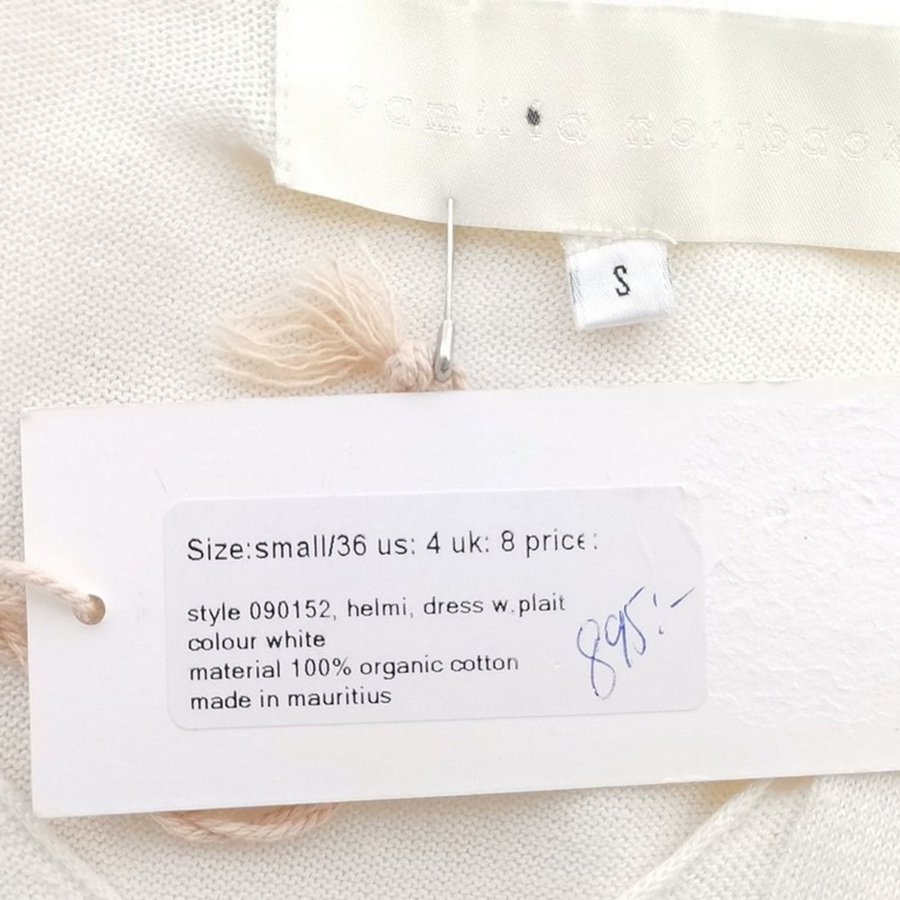 camilla norrback
S
Size:small/36 us: 4 uk: 8 price:
style 090152, helmi, dress w.plait
colour white
material 100% organic cotton
made in mauritius
895:-